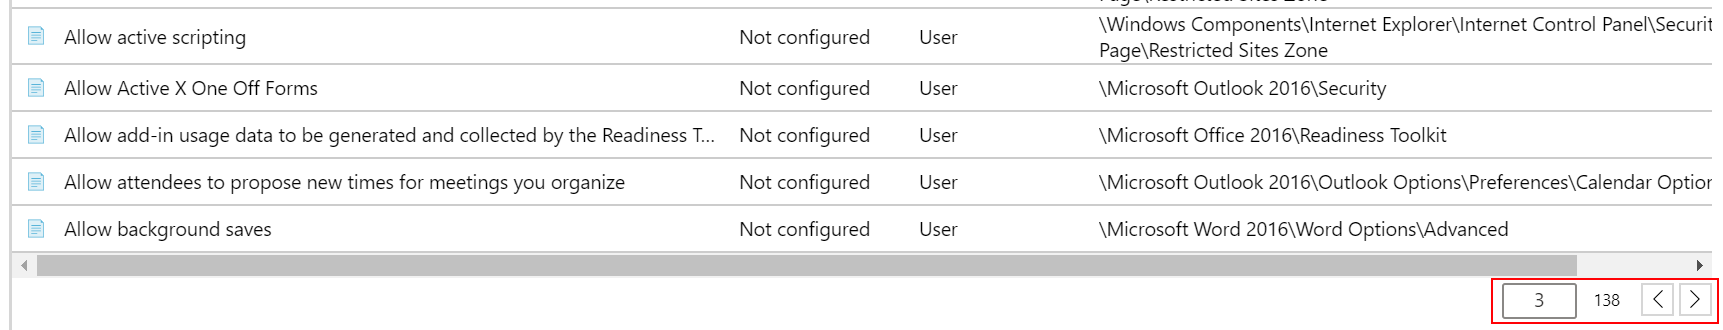 Page\Restricted Sites Zone
Allow active scripting Not configured User \Windows Components\Internet Explorer\Internet Control Panel\Securit
Page\Restricted Sites Zone
Allow Active X One Off Forms Not configured User \Microsoft Outlook 2016\Security
Allow add-in usage data to be generated and collected by the Readiness T... Not configured User \Microsoft Office 2016\Readiness Toolkit
Allow attendees to propose new times for meetings you organize Not configured User \Microsoft Outlook 2016\Outlook Options\Preferences\Calendar Option
Allow background saves Not configured User \Microsoft Word 2016\Word Options\Advanced
3 138 < >